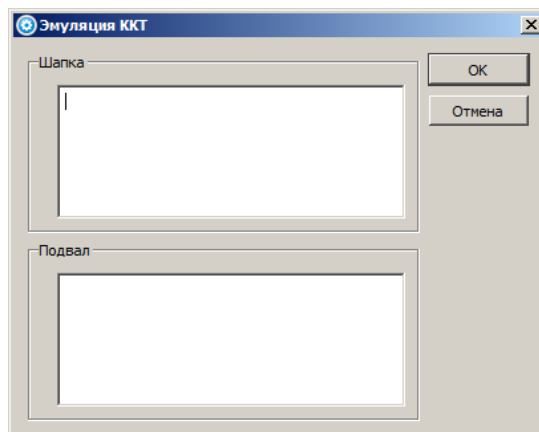 Эмуляция ККТ
Шапка
OK
Отмена
Подвал